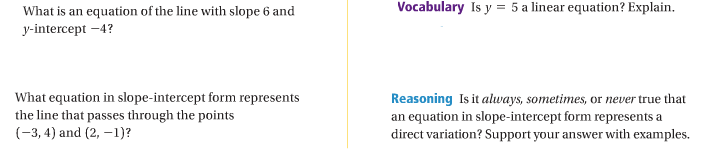 What is an equation of the line with slope 6 and
y-intercept −4?
What equation in slope-intercept form represents
the line that passes through the points
(−3, 4) and (2, −1)?
Vocabulary Is y = 5 a linear equation? Explain.
Reasoning Is it always, sometimes, or never true that
an equation in slope-intercept form represents a
direct variation? Support your answer with examples.